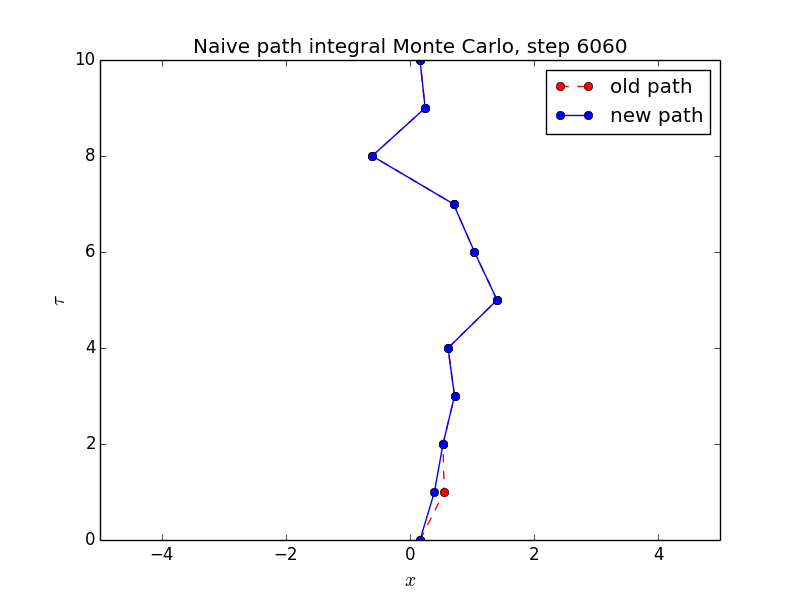 Naive path integral Monte Carlo, step 6060
old path
new path
10
8
6
4
2
0
τ
−4 −2 0 2 4
x